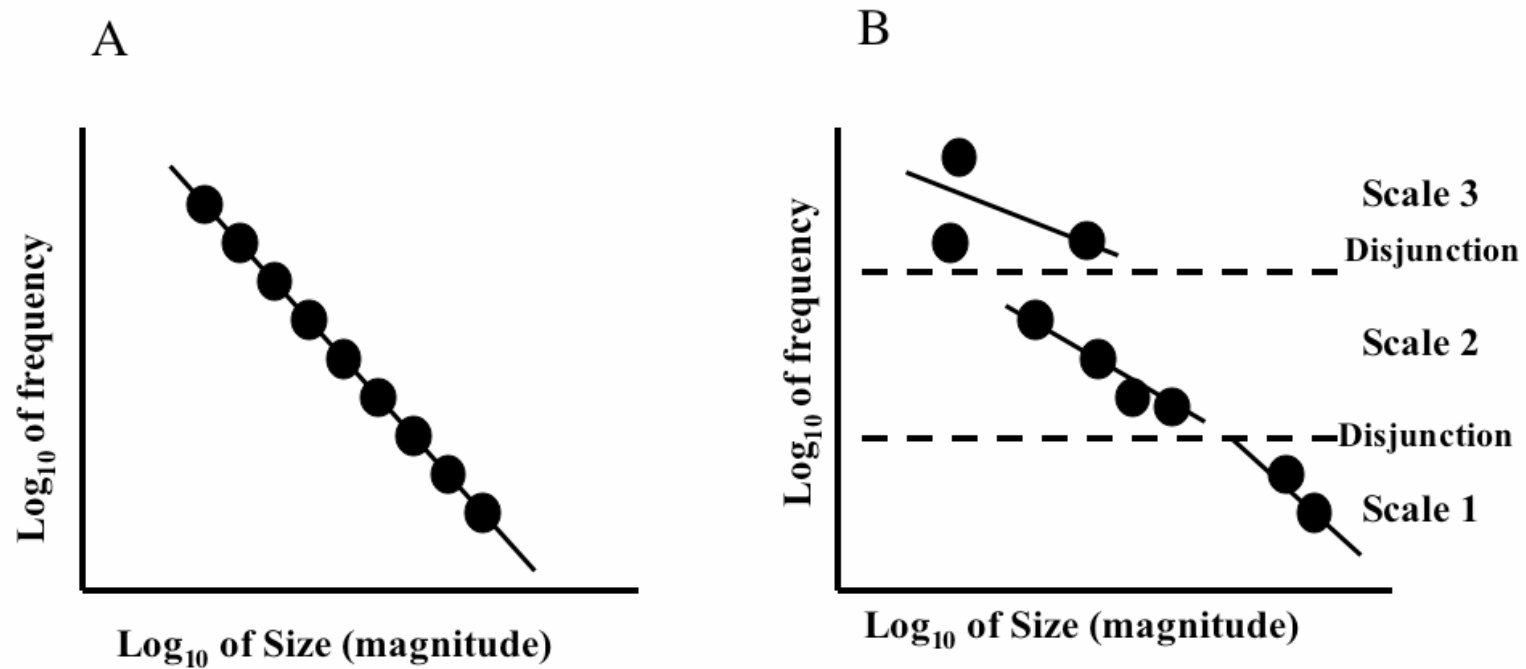 A
Log10 of frequency
Log10 of Size (magnitude)
B
Log10 of frequency
Scale 3
Disjunction
Scale 2
Disjunction
Scale 1
Log10 of Size (magnitude)